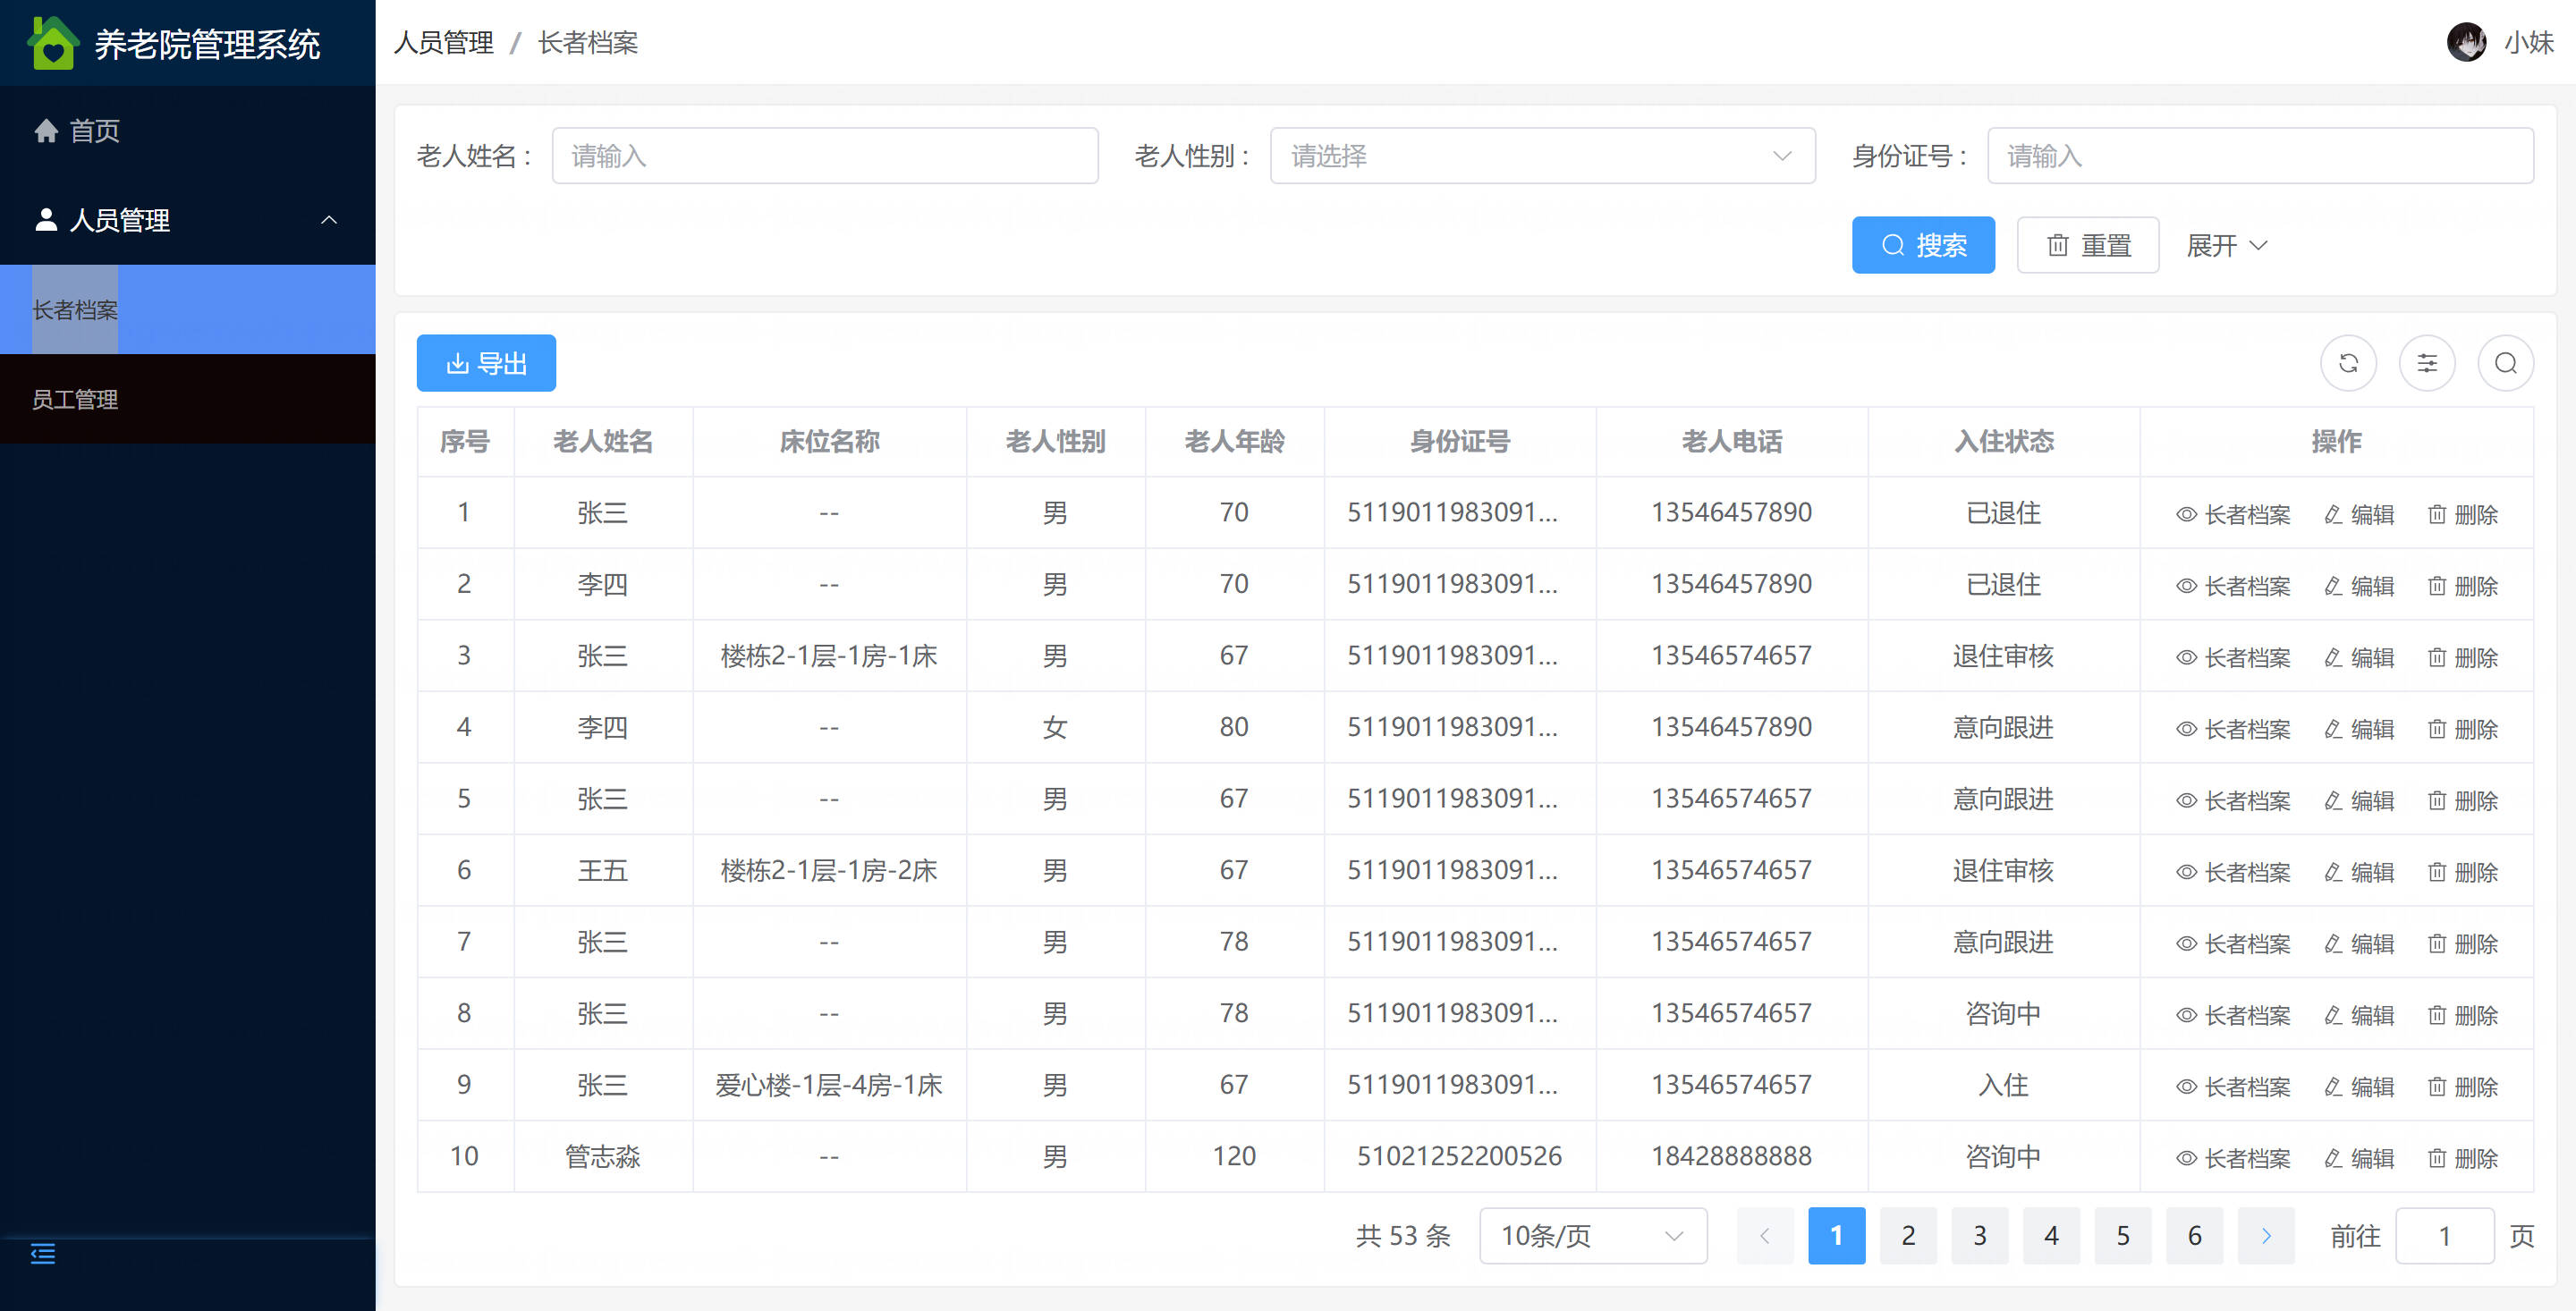 养老院管理系统
人员管理 / 长者档案
小妹
首页
人员管理
长者档案
员工管理
老人姓名： 请输入 老人性别： 请选择 身份证号： 请输入
搜索 重置 展开
导出
序号 老人姓名 床位名称 老人性别 老人年龄 身份证号 老人电话 入住状态 操作
1 张三 -- 男 70 5119011983091... 13546457890 已退住 长者档案 编辑 删除
2 李四 -- 男 70 5119011983091... 13546457890 已退住 长者档案 编辑 删除
3 张三 楼栋2-1层-1房-1床 男 67 5119011983091... 13546574657 退住审核 长者档案 编辑 删除
4 李四 -- 女 80 5119011983091... 13546457890 意向跟进 长者档案 编辑 删除
5 张三 -- 男 67 5119011983091... 13546574657 意向跟进 长者档案 编辑 删除
6 王五 楼栋2-1层-1房-2床 男 67 5119011983091... 13546574657 退住审核 长者档案 编辑 删除
7 张三 -- 男 78 5119011983091... 13546574657 意向跟进 长者档案 编辑 删除
8 张三 -- 男 78 5119011983091... 13546574657 咨询中 长者档案 编辑 删除
9 张三 爱心楼-1层-4房-1床 男 67 5119011983091... 13546574657 入住 长者档案 编辑 删除
10 管志淼 -- 男 120 51021252200526 18428888888 咨询中 长者档案 编辑 删除
共 53 条 10条/页 1 2 3 4 5 6 前往 1 页